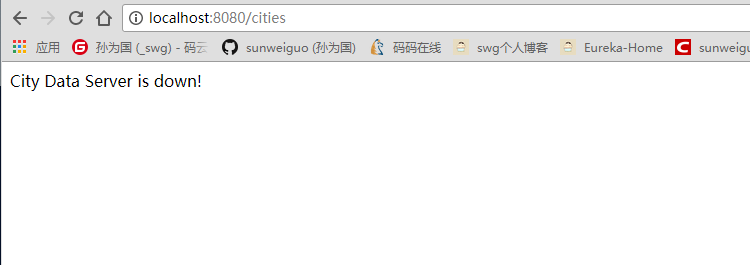 localhost:8080/cities
应用 孙为国 (_swg) - 码云 sunweiguo (孙为国) 码码在线 swg个人博客 Eureka-Home sunweigu
City Data Server is down!